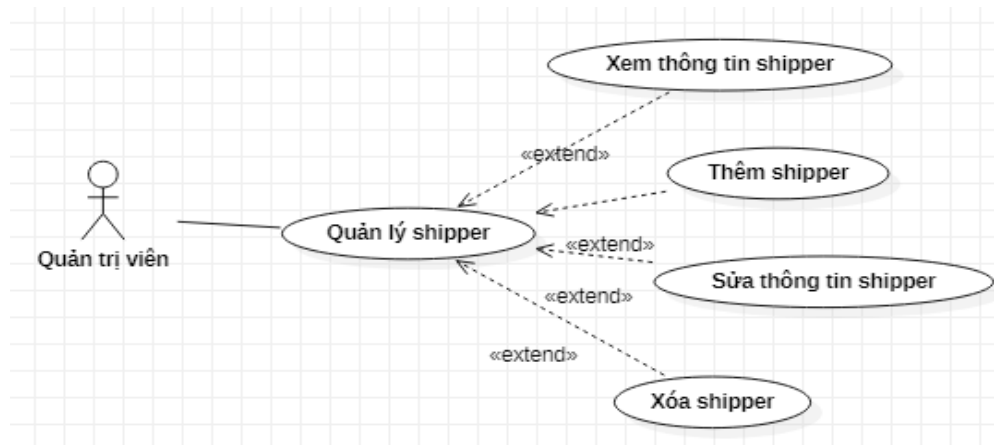 Xem thông tin shipper
«extend»
Thêm shipper
Quản lý shipper
«extend»
Quản trị viên
Sửa thông tin shipper
«extend»
«extend»
Xóa shipper